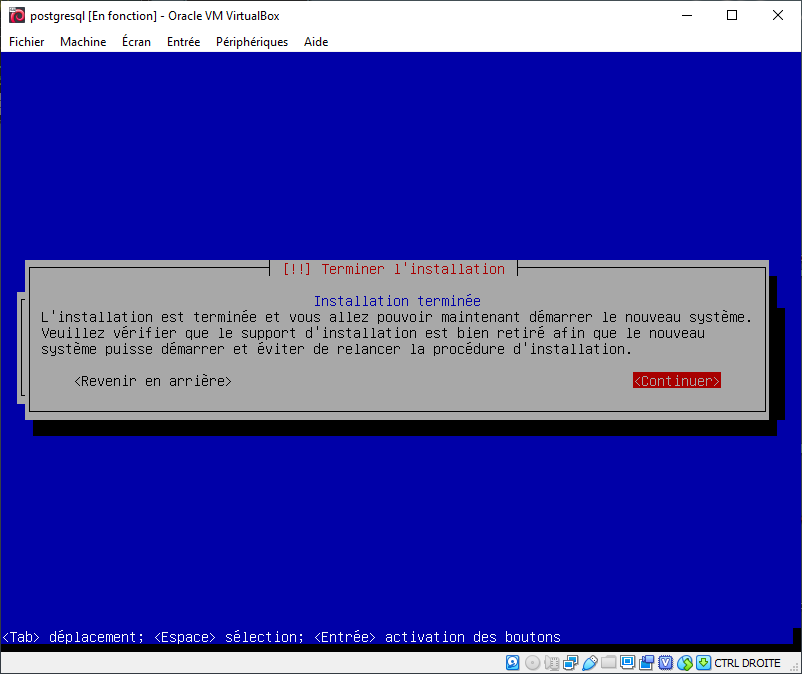 postgresql [En fonction] - Oracle VM VirtualBox
Fichier Machine Écran Entrée Périphériques Aide
[!!] Terminer l'installation
Installation terminée
L'installation est terminée et vous allez pouvoir maintenant démarrer le nouveau système.
Veuillez vérifier que le support d'installation est bien retiré afin que le nouveau
système puisse démarrer et éviter de relancer la procédure d'installation.
<Revenir en arrière> <Continuer>
<Tab> déplacement; <Espace> sélection; <Entrée> activation des boutons
CTRL DROITE